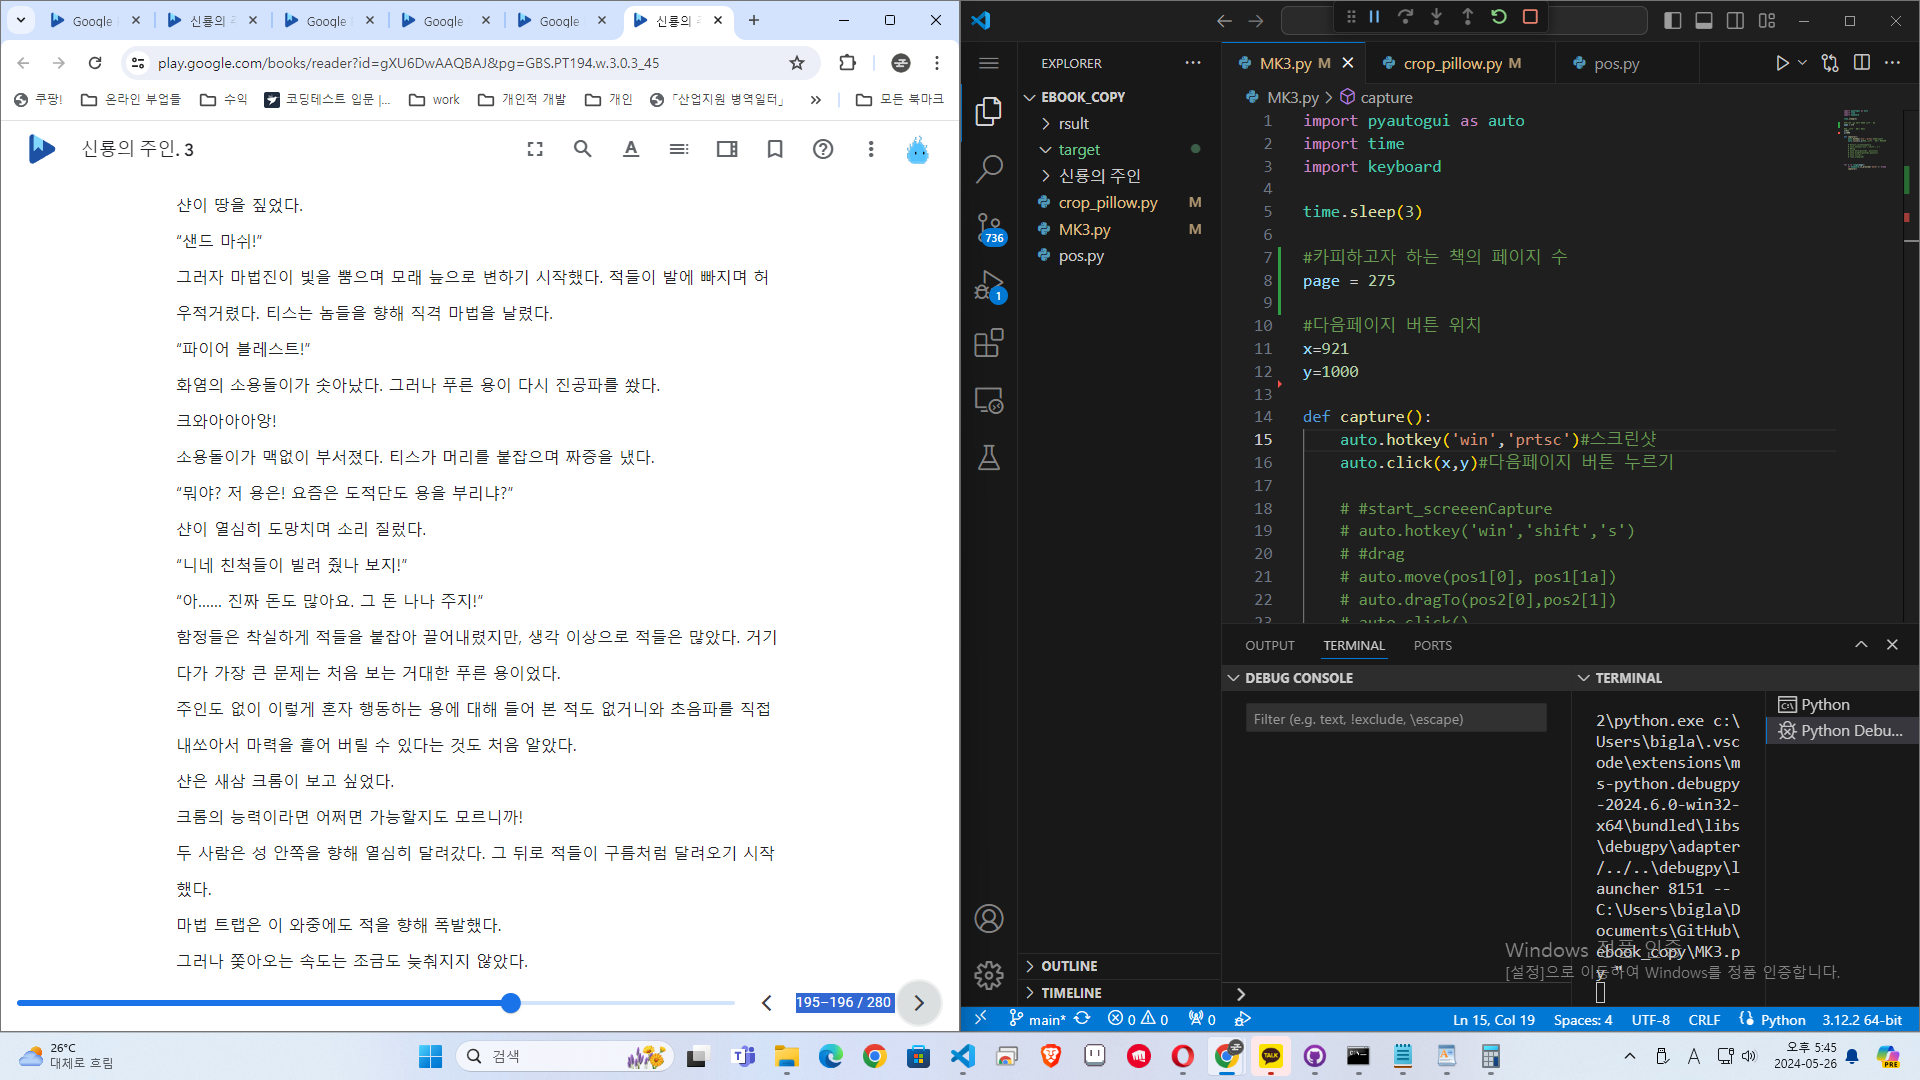 Google
신룡의 주
Google
Google
Google
신룡의 주
play.google.com/books/reader?id=gXU6DwAAQBAJ&pg=GBS.PT194.w.3.0.3_45
쿠팡! 온라인 부업들 수익 코딩테스트 입문 |... work 개인적 개발 개인 「산업지원 병역일터」 » 모든 북마크
신룡의 주인. 3
샨이 땅을 짚었다.
“샌드 마쉬!”
그러자 마법진이 빛을 뿜으며 모래 늪으로 변하기 시작했다. 적들이 발에 빠지며 허
우적거렸다. 티스는 놈들을 향해 직격 마법을 날렸다.
“파이어 블레스트!”
화염의 소용돌이가 솟아났다. 그러나 푸른 용이 다시 진공파를 쐈다.
크와아아아앙!
소용돌이가 맥없이 부서졌다. 티스가 머리를 붙잡으며 짜증을 냈다.
“뭐야? 저 용은! 요즘은 도적단도 용을 부리냐?”
샨이 열심히 도망치며 소리 질렀다.
“니네 친척들이 빌려 줬나 보지!”
“아...... 진짜 돈도 많아요. 그 돈 나나 주지!”
함정들은 착실하게 적들을 붙잡아 끌어내렸지만, 생각 이상으로 적들은 많았다. 거기
다가 가장 큰 문제는 처음 보는 거대한 푸른 용이었다.
주인도 없이 이렇게 혼자 행동하는 용에 대해 들어 본 적도 없거니와 초음파를 직접
내쏘아서 마력을 흩어 버릴 수 있다는 것도 처음 알았다.
샨은 새삼 크롬이 보고 싶었다.
크롬의 능력이라면 어쩌면 가능할지도 모르니까!
두 사람은 성 안쪽을 향해 열심히 달려갔다. 그 뒤로 적들이 구름처럼 달려오기 시작
했다.
마법 트랩은 이 와중에도 적을 향해 폭발했다.
그러나 쫓아오는 속도는 조금도 늦춰지지 않았다.
195–196 / 280
EXPLORER
EBOOK_COPY
rsult
target
신룡의 주인
crop_pillow.py M
MK3.py M
pos.py
736
1
OUTLINE
TIMELINE
MK3.py M
crop_pillow.py M
pos.py
MK3.py > capture
1 import pyautogui as auto
2 import time
3 import keyboard
4
5 time.sleep(3)
6
7 #카피하고자 하는 책의 페이지 수
8 page = 275
9
10 #다음페이지 버튼 위치
11 x=921
12 y=1000
13
14 def capture():
15 auto.hotkey('win','prtsc')#스크린샷
16 auto.click(x,y)#다음페이지 버튼 누르기
17
18 # #start_screeenCapture
19 # auto.hotkey('win','shift','s')
20 # #drag
21 # auto.move(pos1[0], pos1[1a])
22 # auto.dragTo(pos2[0],pos2[1])
23 # auto.click()
OUTPUT TERMINAL PORTS
DEBUG CONSOLE
Filter (e.g. text, !exclude, \escape)
TERMINAL
2\python.exe c:\
Users\bigla\.vsc
ode\extensions\m
s-python.debugpy
-2024.6.0-win32-
x64\bundled\libs
\debugpy\adapter
/../..\debugpy\l
auncher 8151 --
C:\Users\bigla\D
ocuments\GitHub\
ebook_copy\MK3.p
y "
Python
Python Debu...
Windows 정품 인증
[설정]으로 이동하여 Windows를 정품 인증합니다.
main* 0 0 0 Ln 15, Col 19 Spaces: 4 UTF-8 CRLF Python 3.12.2 64-bit
26°C
대체로 흐림
검색
TALK
A
오후 5:45
2024-05-26
PRE